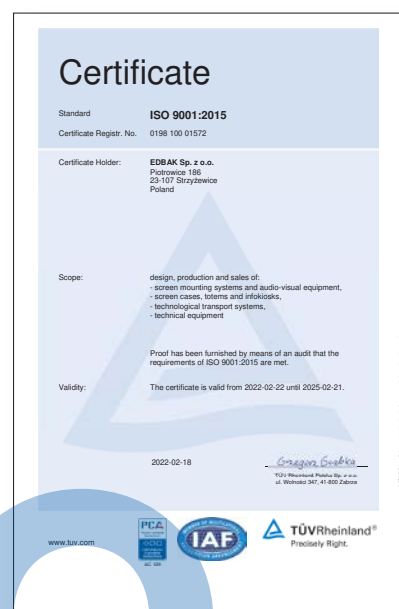 Certificate
Standard ISO 9001:2015
Certificate Registr. No. 0198 100 01572
Certificate Holder: EDBAK Sp. z o.o.
Piotrowice 186
23-107 Strzyżewice
Poland
Scope: design, production and sales of:
- screen mounting systems and audio-visual equipment,
- screen cases, totems and infokiosks,
- technological transport systems,
- technical equipment
Proof has been furnished by means of an audit that the
requirements of ISO 9001:2015 are met.
Validity: The certificate is valid from 2022-02-22 until 2025-02-21.
2022-02-18
TÜV Rheinland Polska Sp. z o.o.
ul. Wolności 347, 41-800 Zabrze
www.tuv.com
PCA
IAF
TÜVRheinland®
Precisely Right.